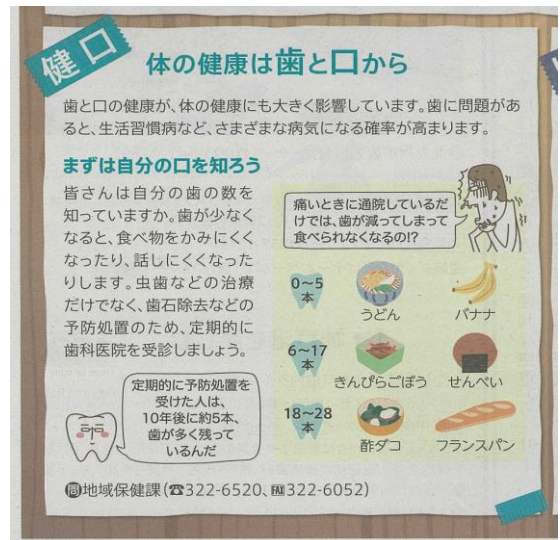 健口
体の健康は歯と口から
歯と口の健康が、体の健康にも大きく影響しています。歯に問題があ
ると、生活習慣病など、さまざまな病気になる確率が高まります。
まずは自分の口を知ろう
皆さんは自分の歯の数を
知っていますか。歯が少なく
なると、食べ物をかみにくく
なったり、話しにくくなった
りします。虫歯などの治療
だけでなく、歯石除去などの
予防処置のため、定期的に
歯科医院を受診しましょう。
定期的に予防処置を
受けた人は、
10年後に約5本、
歯が多く残って
いるんだ
痛いときに通院しているだ
けでは、歯が減ってしまって
食べられなくなるの!?
0~5
本
うどん
バナナ
6~17
本
きんぴらごぼう
せんべい
18~28
本
酢ダコ
フランスパン
問地域保健課(☎322-6520、FAX322-6052)